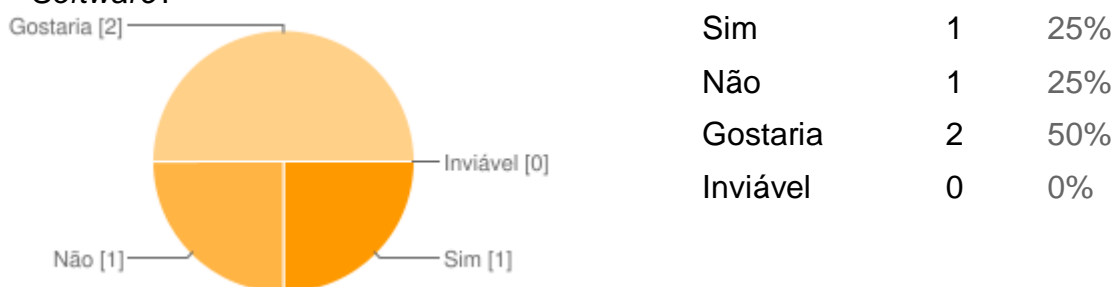 Software?
Gostaria [2]
Inviável [0]
Não [1]
Sim [1]
Sim 1 25%
Não 1 25%
Gostaria 2 50%
Inviável 0 0%